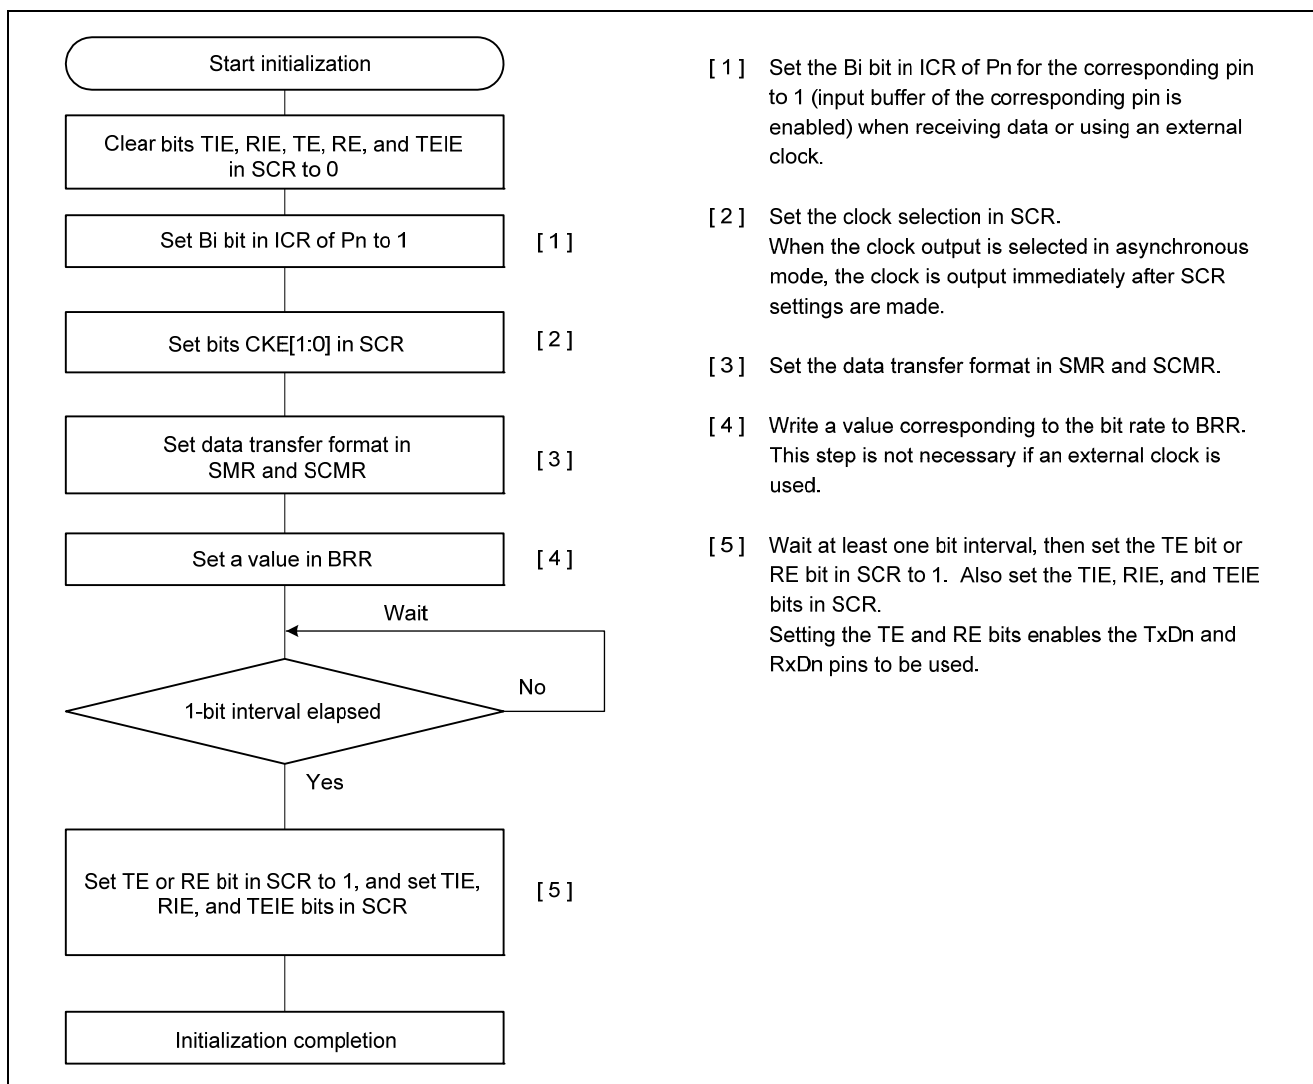 Start initialization
Clear bits TIE, RIE, TE, RE, and TEIE
in SCR to 0
Set Bi bit in ICR of Pn to 1
[ 1 ]
Set bits CKE[1:0] in SCR
[ 2 ]
Set data transfer format in
SMR and SCMR
[ 3 ]
Set a value in BRR
[ 4 ]
Wait
1-bit interval elapsed
No
Yes
Set TE or RE bit in SCR to 1, and set TIE,
RIE, and TEIE bits in SCR
[ 5 ]
Initialization completion
[ 1 ] Set the Bi bit in ICR of Pn for the corresponding pin
to 1 (input buffer of the corresponding pin is
enabled) when receiving data or using an external
clock.
[ 2 ] Set the clock selection in SCR.
When the clock output is selected in asynchronous
mode, the clock is output immediately after SCR
settings are made.
[ 3 ] Set the data transfer format in SMR and SCMR.
[ 4 ] Write a value corresponding to the bit rate to BRR.
This step is not necessary if an external clock is
used.
[ 5 ] Wait at least one bit interval, then set the TE bit or
RE bit in SCR to 1. Also set the TIE, RIE, and TEIE
bits in SCR.
Setting the TE and RE bits enables the TxDn and
RxDn pins to be used.